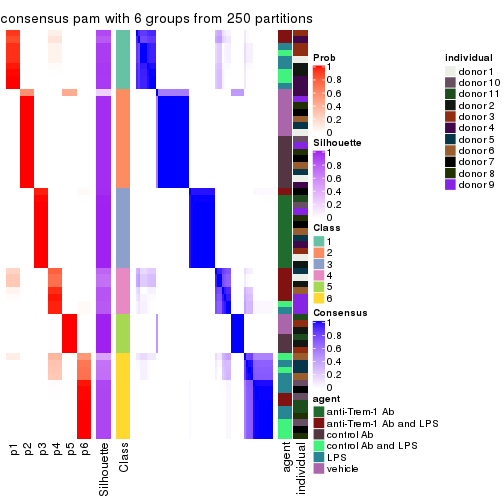 consensus pam with 6 groups from 250 partitions
Prob
1
0.8
0.6
0.4
0.2
0
Silhouette
1
0.8
0.6
0.4
0.2
0
Class
1
2
3
4
5
6
Consensus
1
0.8
0.6
0.4
0.2
0
agent
anti-Trem-1 Ab
anti-Trem-1 Ab and LPS
control Ab
control Ab and LPS
LPS
vehicle
individual
donor 1
donor 10
donor 11
donor 2
donor 3
donor 4
donor 5
donor 6
donor 7
donor 8
donor 9
p1
p2
p3
p4
p5
p6
Silhouette
Class
agent
individual